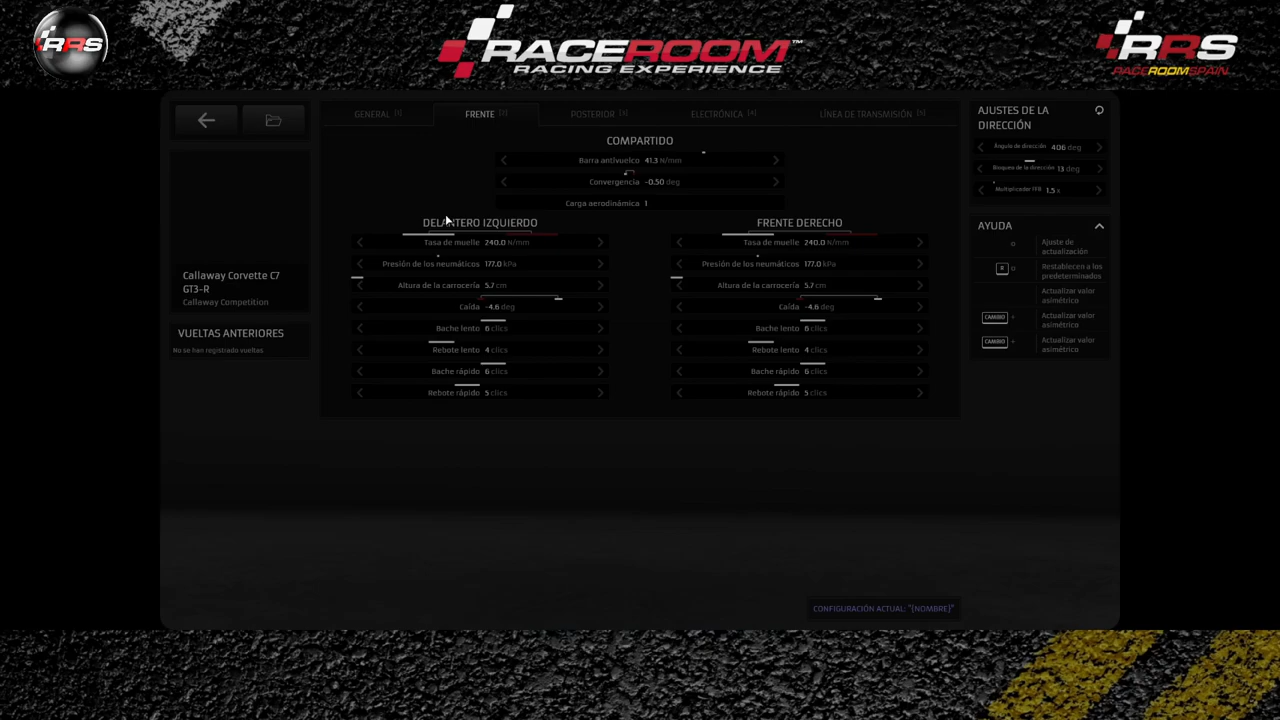 RRS
RACEROOM™
RACING EXPERIENCE
RRS
RACEROOMSPAIN
GENERAL [1]
FRENTE [2]
POSTERIOR [3]
ELECTRÓNICA [4]
LÍNEA DE TRANSMISIÓN [5]
COMPARTIDO
Barra antivuelco 41.3 N/mm
Convergencia -0.50 deg
Carga aerodinámica 1
DELANTERO IZQUIERDO
Tasa de muelle 240.0 N/mm
Presión de los neumáticos 177.0 kPa
Altura de la carrocería 5.7 cm
Caída -4.6 deg
Bache lento 6 clics
Rebote lento 4 clics
Bache rápido 6 clics
Rebote rápido 5 clics
FRENTE DERECHO
Tasa de muelle 240.0 N/mm
Presión de los neumáticos 177.0 kPa
Altura de la carrocería 5.7 cm
Caída -4.6 deg
Bache lento 6 clics
Rebote lento 4 clics
Bache rápido 6 clics
Rebote rápido 5 clics
Callaway Corvette C7
GT3-R
Callaway Competition
VUELTAS ANTERIORES
No se han registrado vueltas
AJUSTES DE LA
DIRECCIÓN
Ángulo de dirección 406 deg
Bloqueo de la dirección 13 deg
Multiplicador FFB 1.5 x
AYUDA
Ajuste de
actualización
R
Restablecen a los
predeterminados
Actualizar valor
asimétrico
CAMBIO +
Actualizar valor
asimétrico
CAMBIO +
Actualizar valor
asimétrico
CONFIGURACIÓN ACTUAL: "{NOMBRE}"